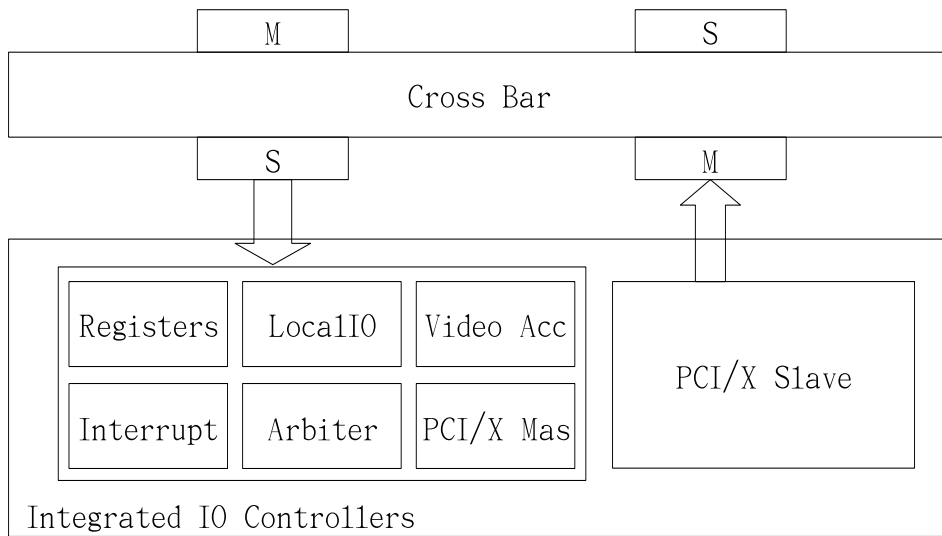 M S
Cross Bar
S M
Registers LocalIO Video Acc
PCI/X Slave
Interrupt Arbiter PCI/X Mas
Integrated IO Controllers